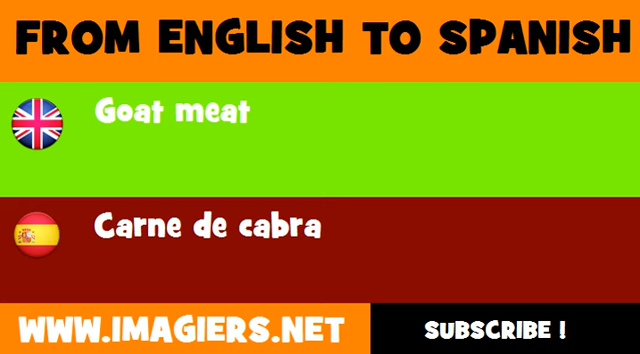 FROM ENGLISH TO SPANISH
Goat meat
Carne de cabra
WWW.IMAGIERS.NET
SUBSCRIBE !